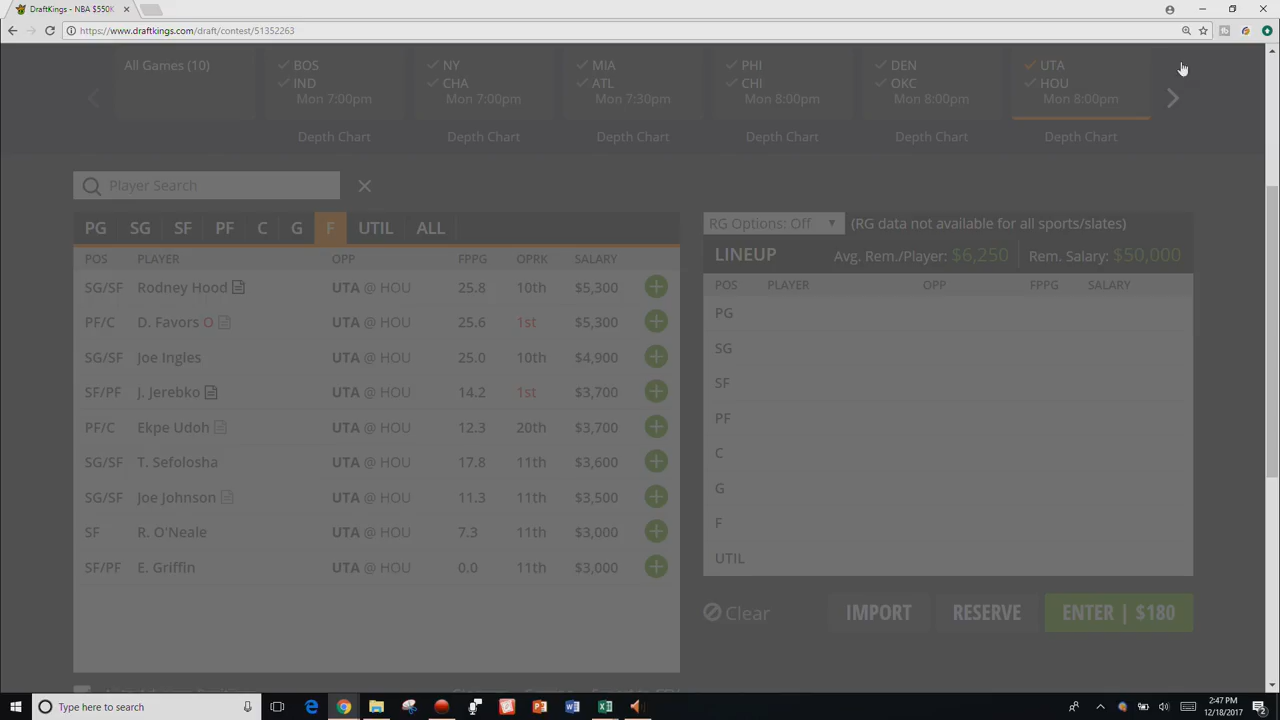 DraftKings - NBA $550K
https://www.draftkings.com/draft/contest/51352263
All Games (10)
BOS
IND
Mon 7:00pm
NY
CHA
Mon 7:00pm
MIA
ATL
Mon 7:30pm
PHI
CHI
Mon 8:00pm
DEN
OKC
Mon 8:00pm
UTA
HOU
Mon 8:00pm
Depth Chart Depth Chart Depth Chart Depth Chart Depth Chart Depth Chart
Player Search
PG SG SF PF C G F UTIL ALL
POS PLAYER OPP FPPG OPRK SALARY
SG/SF Rodney Hood UTA @ HOU 25.8 10th $5,300
PF/C D. Favors O UTA @ HOU 25.6 1st $5,300
SG/SF Joe Ingles UTA @ HOU 25.0 10th $4,900
SF/PF J. Jerebko UTA @ HOU 14.2 1st $3,700
PF/C Ekpe Udoh UTA @ HOU 12.3 20th $3,700
SG/SF T. Sefolosha UTA @ HOU 17.8 11th $3,600
SG/SF Joe Johnson UTA @ HOU 11.3 11th $3,500
SF R. O'Neale UTA @ HOU 7.3 11th $3,000
SF/PF E. Griffin UTA @ HOU 0.0 11th $3,000
RG Options: Off (RG data not available for all sports/slates)
LINEUP Avg. Rem./Player: $6,250 Rem. Salary: $50,000
POS PLAYER OPP FPPG SALARY
PG
SG
SF
PF
C
G
F
UTIL
Clear IMPORT RESERVE ENTER | $180
Type here to search
2:47 PM
12/18/2017
2